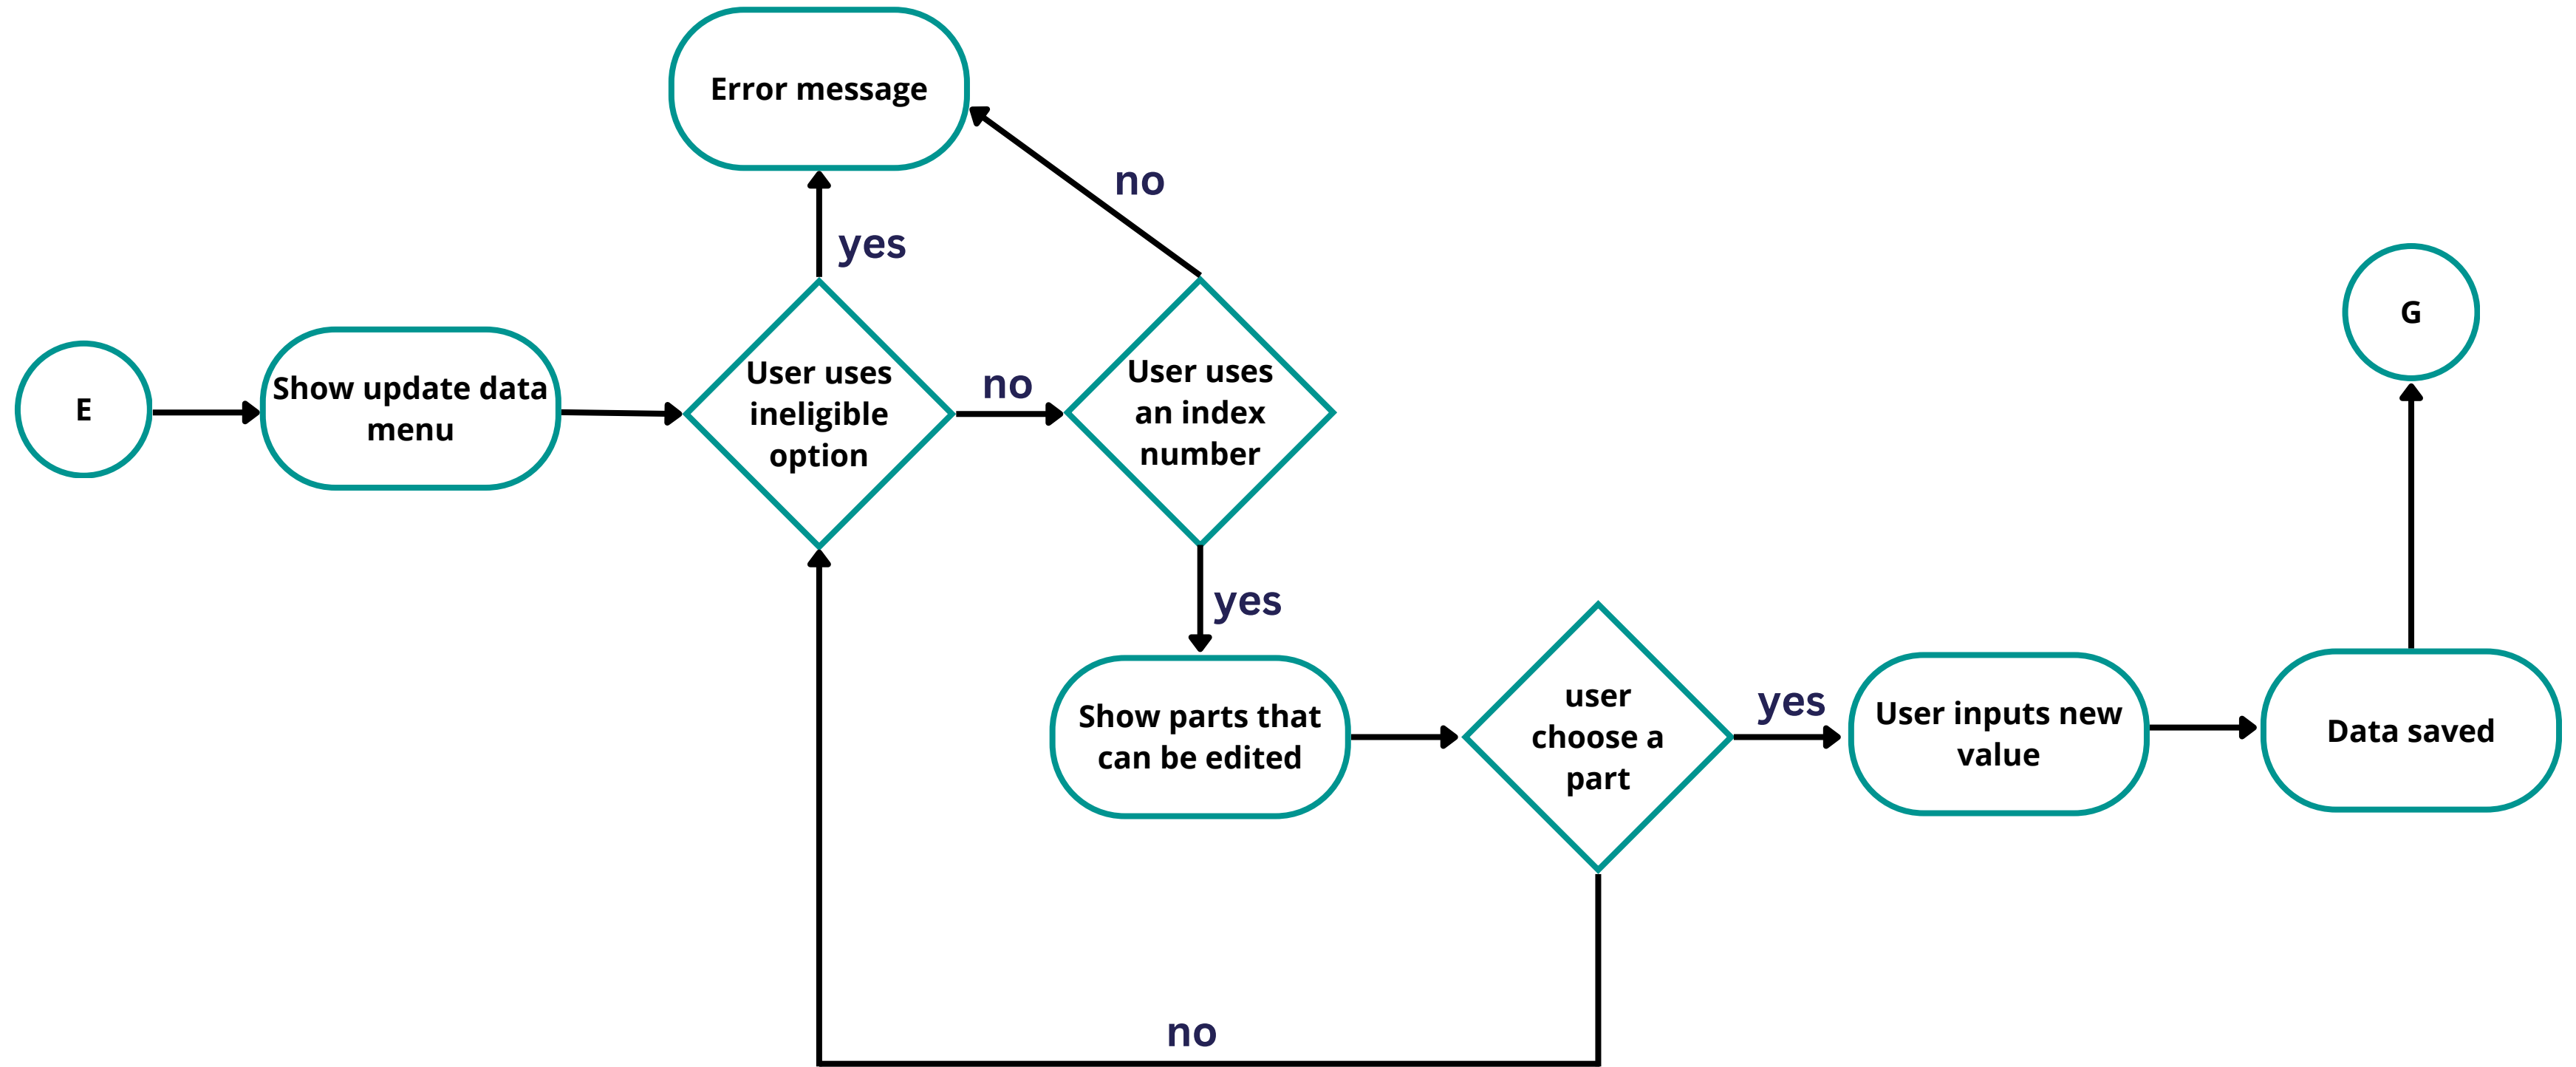 Error message
no
yes
G
E
Show update data
menu
User uses
ineligible
option
no
User uses
an index
number
yes
Show parts that
can be edited
user
choose a
part
yes
User inputs new
value
Data saved
no